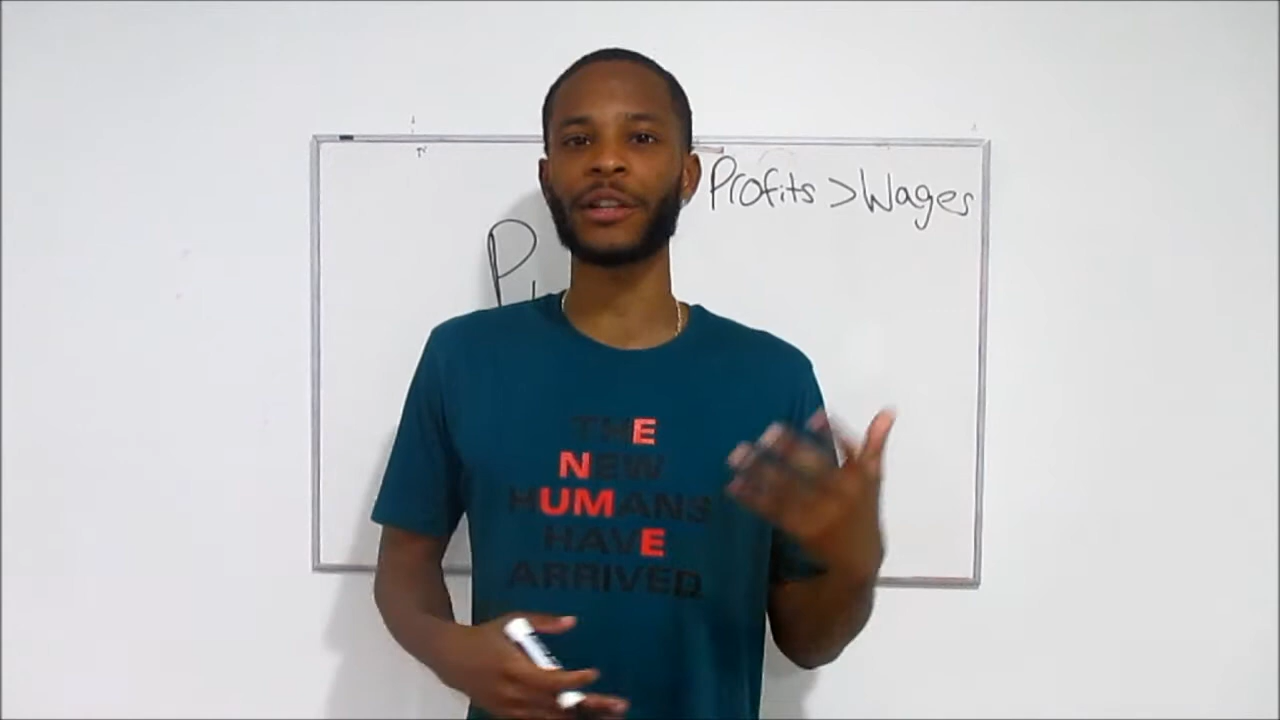 Profits > Wages
P
THE
NEW
HUMANS
HAVE
ARRIVED